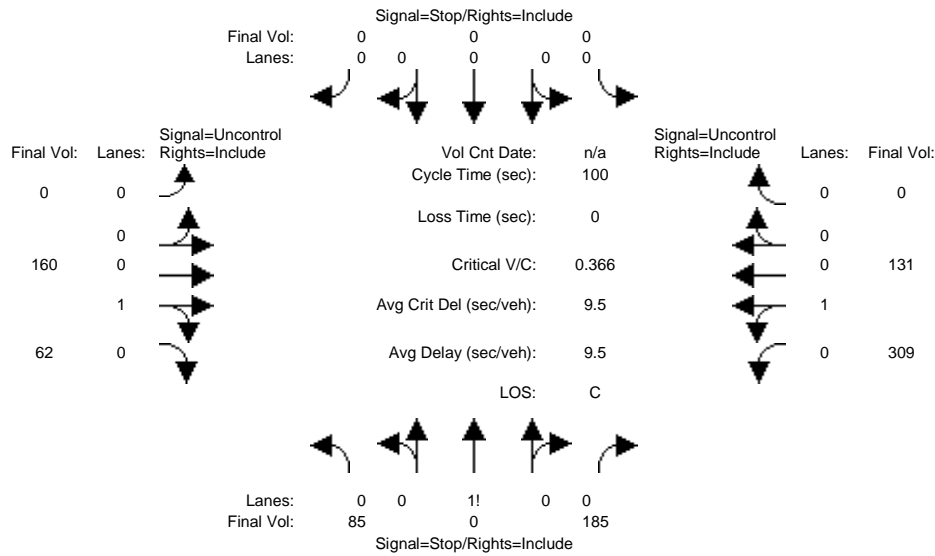 Signal=Stop/Rights=Include
Final Vol: 0 0 0
Lanes: 0 0 0 0 0
Signal=Uncontrol
Final Vol: Lanes: Rights=Include
Vol Cnt Date: n/a
Signal=Uncontrol
Rights=Include Lanes: Final Vol:
0 0
Cycle Time (sec): 100
0 0
0
Loss Time (sec): 0
0
160 0
Critical V/C: 0.366
0 131
1
Avg Crit Del (sec/veh): 9.5
1
62 0
Avg Delay (sec/veh): 9.5
0 309
LOS: C
Lanes: 0 0 1! 0 0
Final Vol: 85 0 185
Signal=Stop/Rights=Include